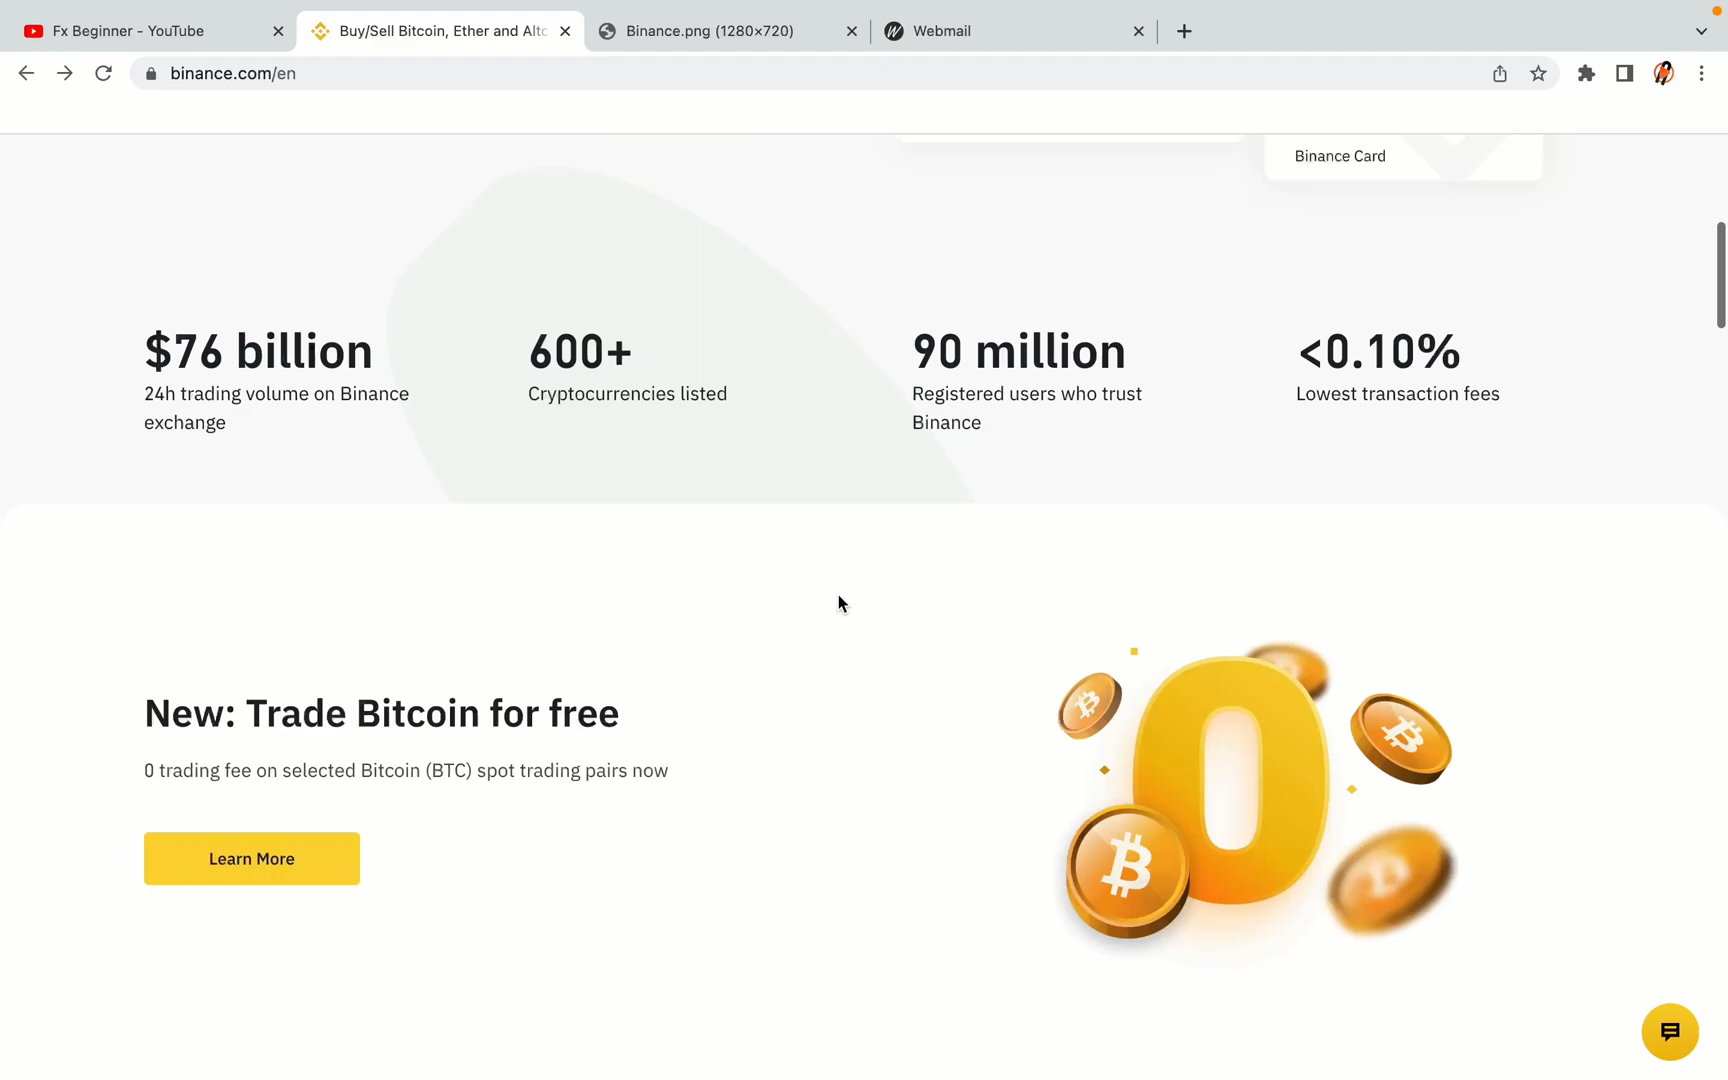 Fx Beginner - YouTube
Buy/Sell Bitcoin, Ether and Altc
Binance.png (1280×720)
Webmail
binance.com/en
Binance Card
$76 billion
24h trading volume on Binance
exchange
600+
Cryptocurrencies listed
90 million
Registered users who trust
Binance
<0.10%
Lowest transaction fees
New: Trade Bitcoin for free
0 trading fee on selected Bitcoin (BTC) spot trading pairs now
Learn More
0